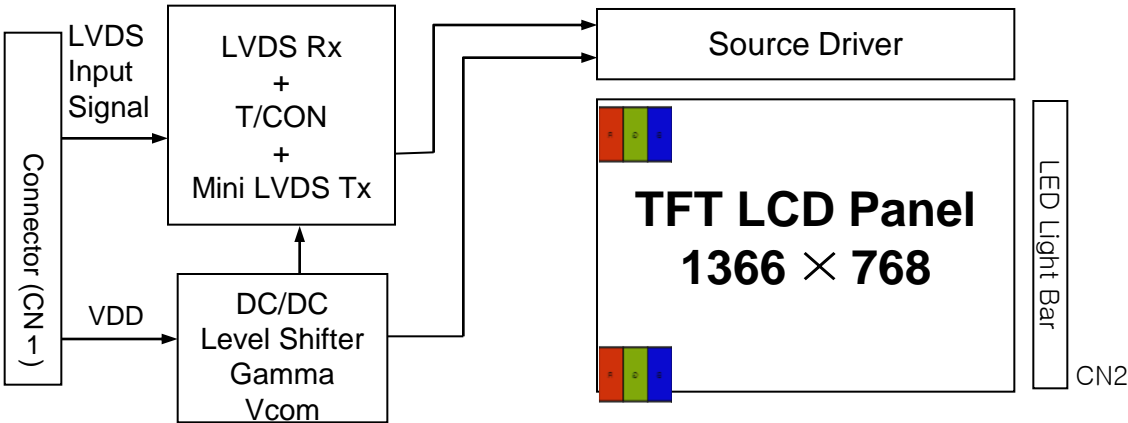 LVDS
Input
Signal
LVDS Rx
+
T/CON
+
Mini LVDS Tx
Source Driver
Connector (CN1)
VDD
DC/DC
Level Shifter
Gamma
Vcom
TFT LCD Panel
1366 × 768
LED Light Bar
CN2